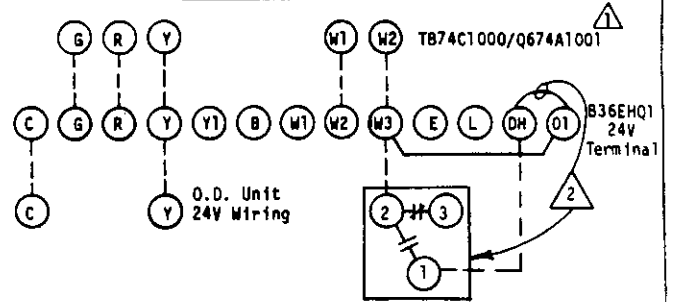 G R Y W1 W2 TB74C1000/Q674A1001 1
C G R Y Y1 B W1 W2 W3 E L DH O1 B36EHQ1
24V
Terminal
C Y O.D. Unit
24V Wiring
2 3 2
1